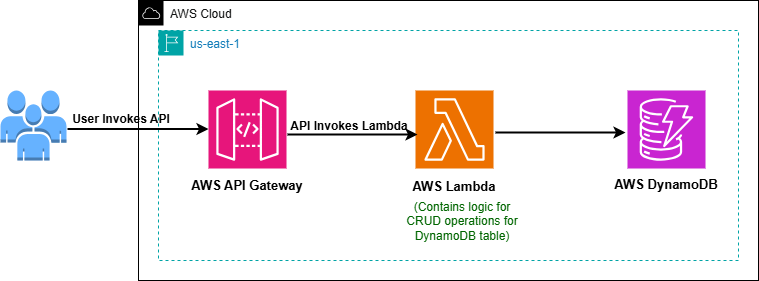 AWS Cloud
us-east-1
User Invokes API
API Invokes Lambda
AWS API Gateway
AWS Lambda
AWS DynamoDB
(Contains logic for
CRUD operations for
DynamoDB table)